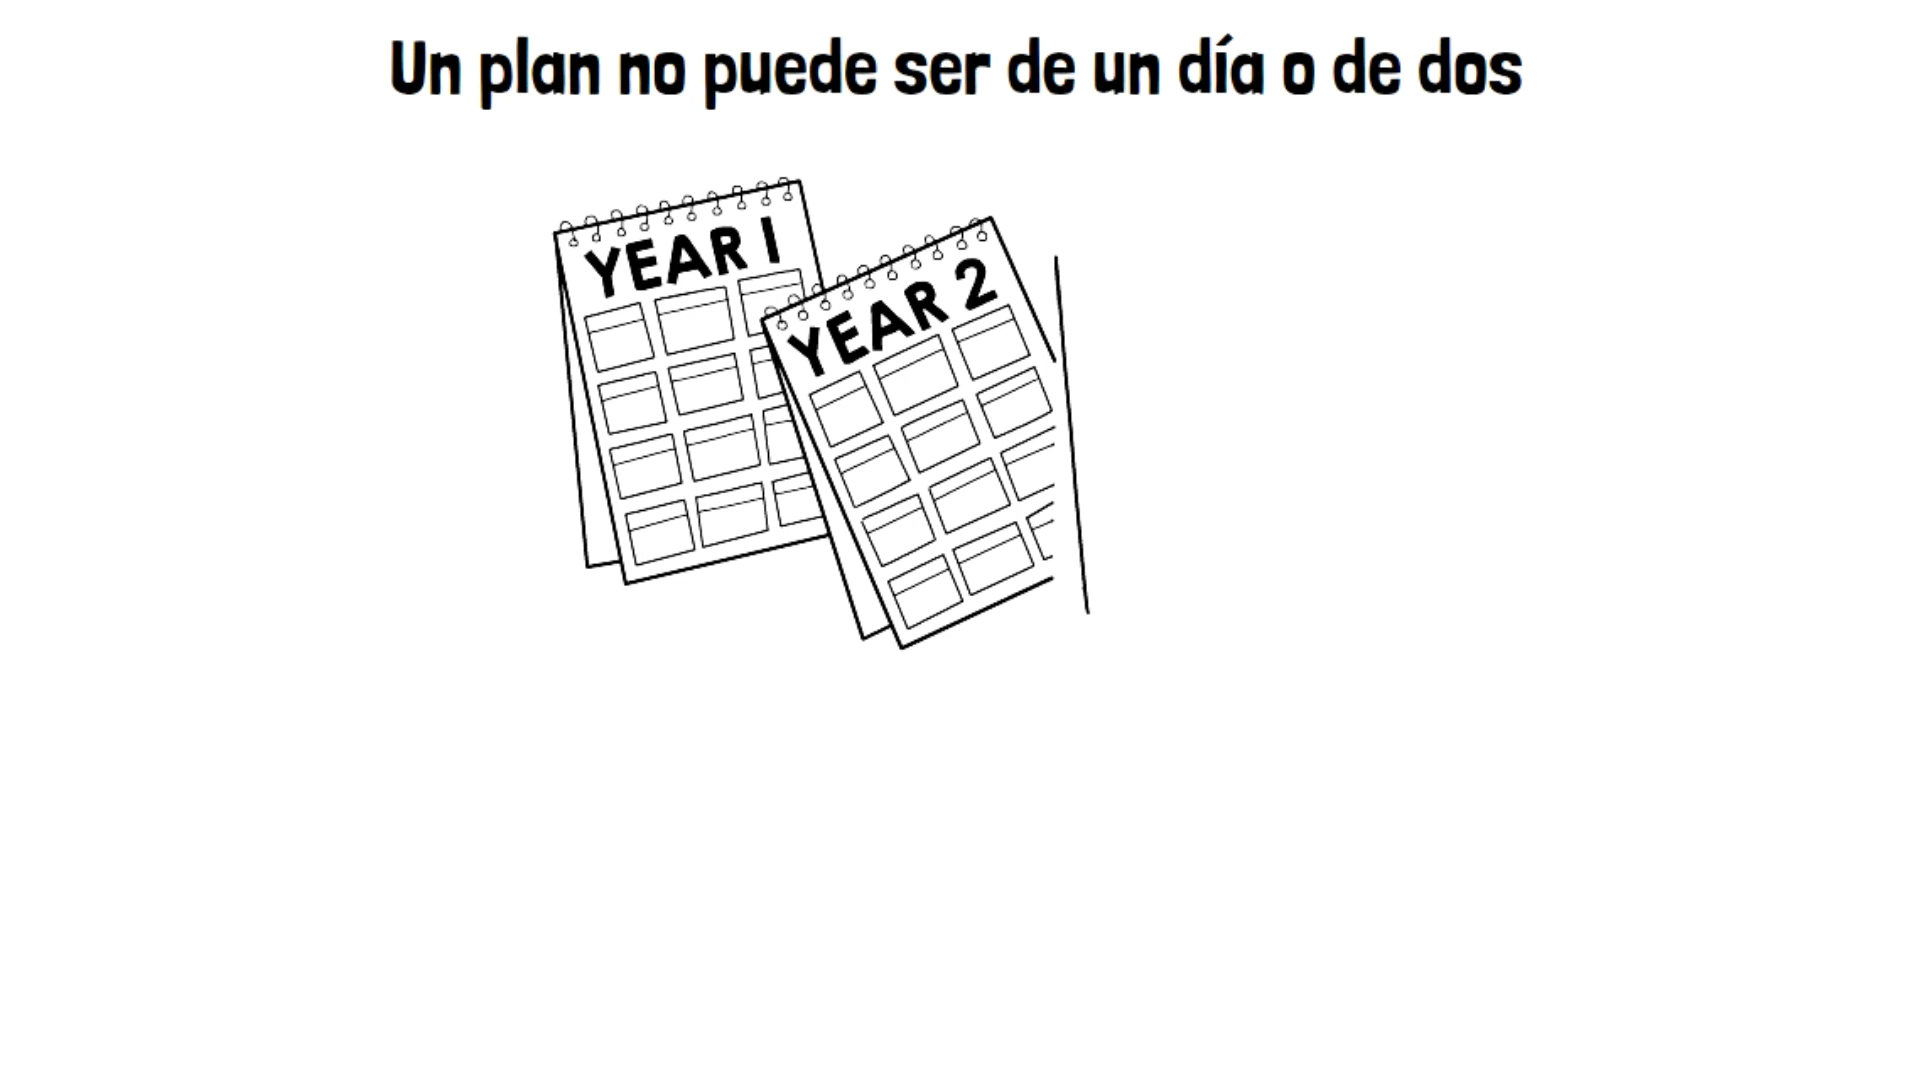 Un plan no puede ser de un día o de dos
YEAR 1
YEAR 2